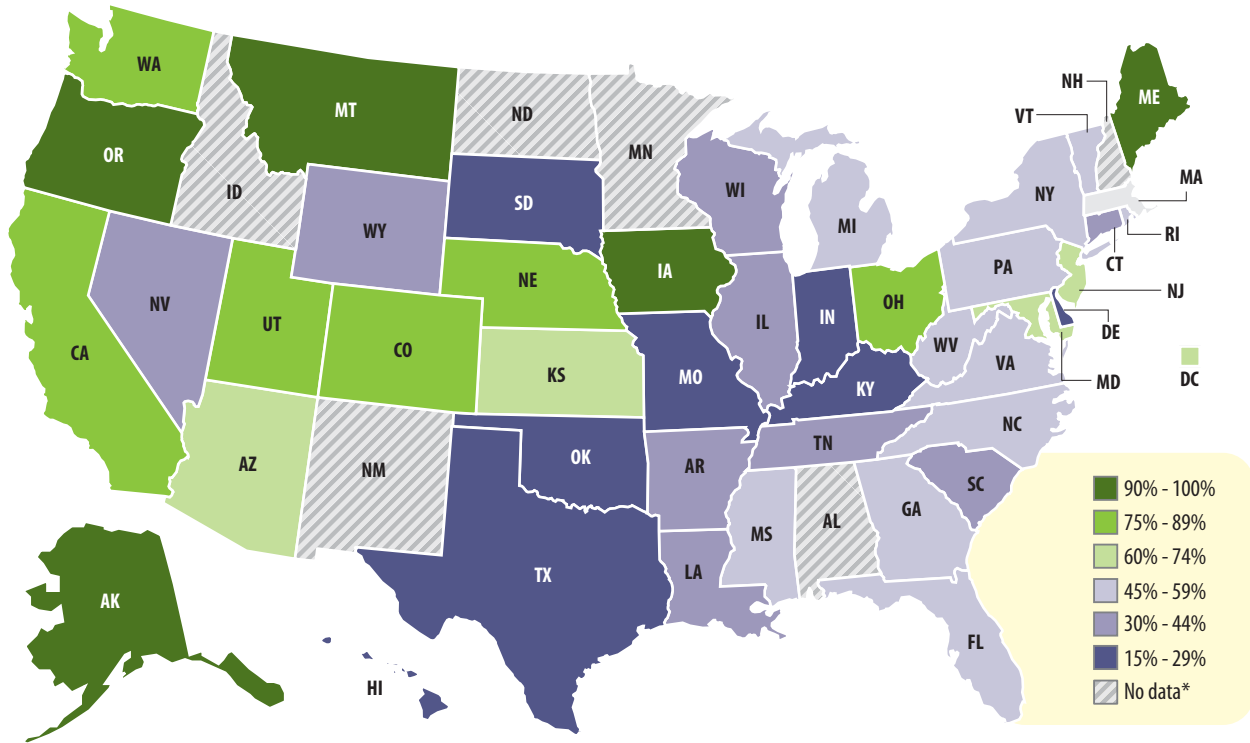 WA
MT
ND
MN
OR
ID
SD
WI
MI
NY
NH
VT
ME
MA
RI
CT
WY
NV
UT
CA
CO
NE
IA
IL
IN
OH
PA
NJ
DE
MD
DC
WV
VA
KS
MO
KY
AZ
NM
OK
AR
TN
NC
SC
MS
AL
GA
LA
TX
FL
AK
HI
90% - 100%
75% - 89%
60% - 74%
45% - 59%
30% - 44%
15% - 29%
No data*